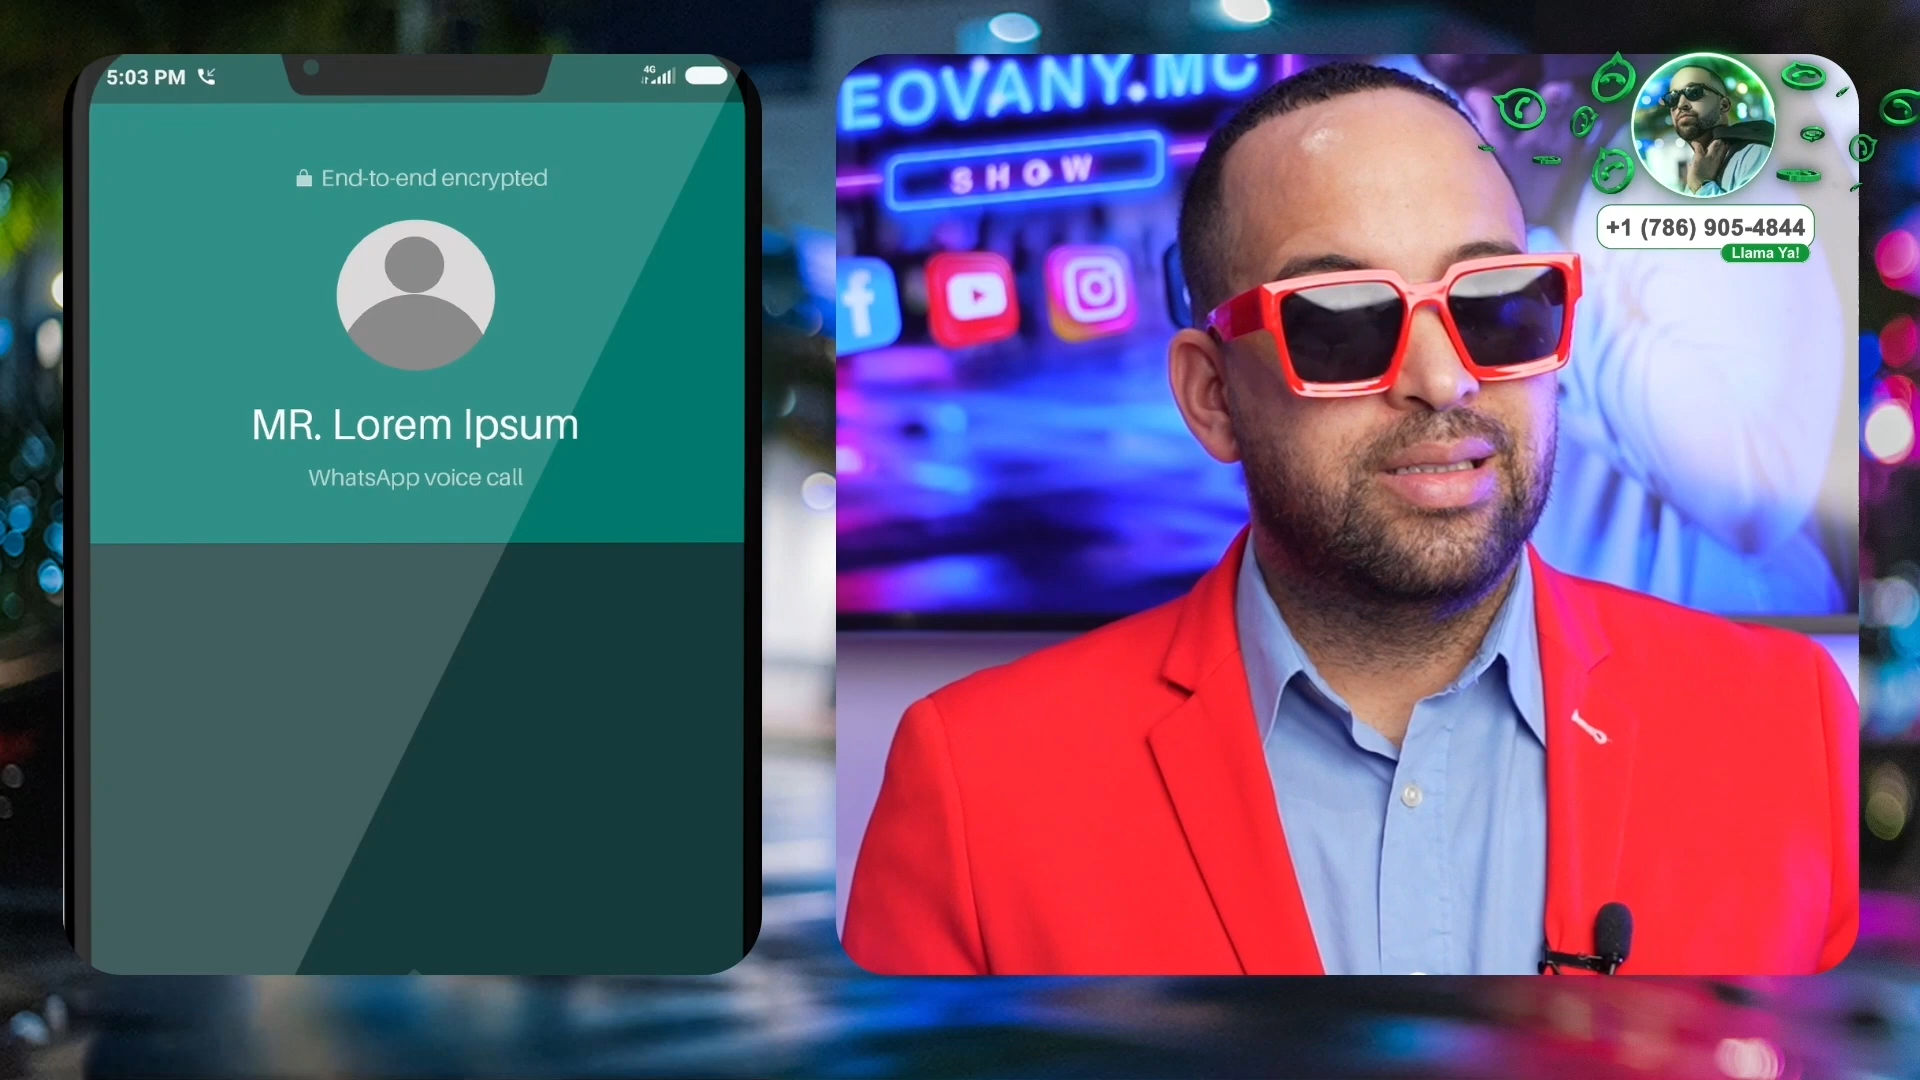 5:03 PM
4G
End-to-end encrypted
MR. Lorem Ipsum
WhatsApp voice call
EOVANY.MC
SHOW
+1 (786) 905-4844
Llama Ya!